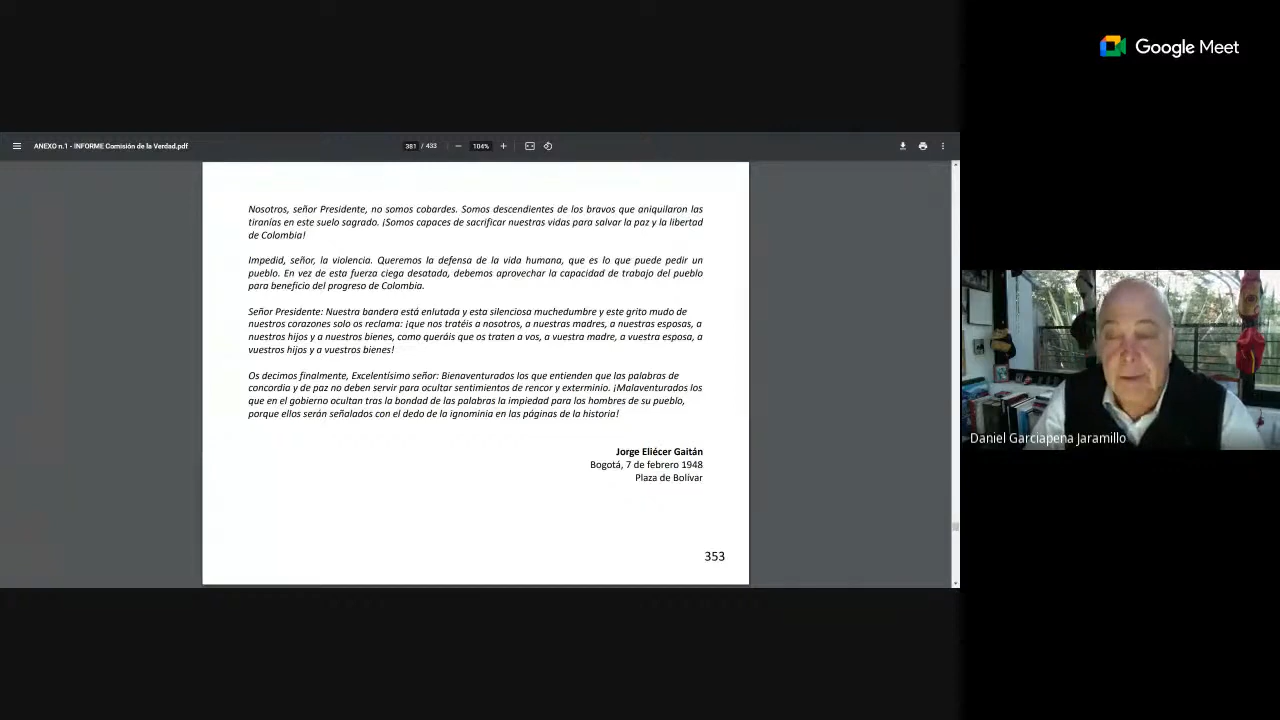 Google Meet
ANEXO n.1 - INFORME Comisión de la Verdad.pdf
381 / 433
104%
Nosotros, señor Presidente, no somos cobardes. Somos descendientes de los bravos que aniquilaron las
tiranías en este suelo sagrado. ¡Somos capaces de sacrificar nuestras vidas para salvar la paz y la libertad
de Colombia!
Impedid, señor, la violencia. Queremos la defensa de la vida humana, que es lo que puede pedir un
pueblo. En vez de esta fuerza ciega desatada, debemos aprovechar la capacidad de trabajo del pueblo
para beneficio del progreso de Colombia.
Señor Presidente: Nuestra bandera está enlutada y esta silenciosa muchedumbre y este grito mudo de
nuestros corazones solo os reclama: ¡que nos tratéis a nosotros, a nuestras madres, a nuestras esposas, a
nuestros hijos y a nuestros bienes, como queráis que os traten a vos, a vuestra madre, a vuestra esposa, a
vuestros hijos y a vuestros bienes!
Os decimos finalmente, Excelentísimo señor: Bienaventurados los que entienden que las palabras de
concordia y de paz no deben servir para ocultar sentimientos de rencor y exterminio. ¡Malaventurados los
que en el gobierno ocultan tras la bondad de las palabras la impiedad para los hombres de su pueblo,
porque ellos serán señalados con el dedo de la ignominia en las páginas de la historia!
Jorge Eliécer Gaitán
Bogotá, 7 de febrero 1948
Plaza de Bolívar
353
Daniel Garciapena Jaramillo